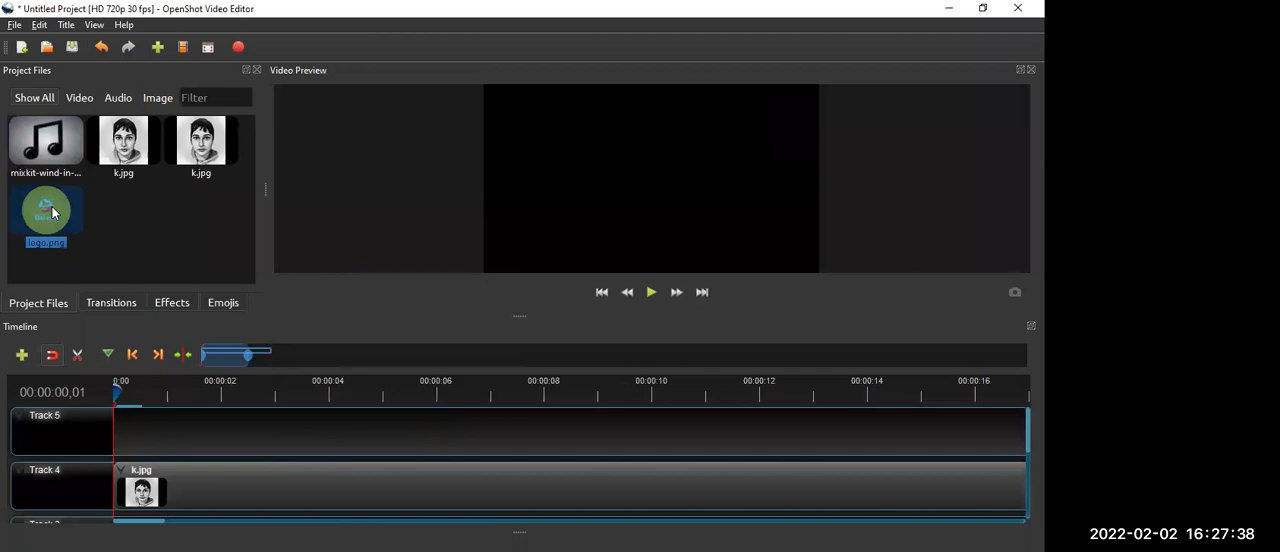 * Untitled Project [HD 720p 30 fps] - OpenShot Video Editor
File Edit Title View Help
Project Files
Video Preview
Show All Video Audio Image Filter
mixkit-wind-in-... k.jpg k.jpg
logo.png
Project Files Transitions Effects Emojis
Timeline
00:00:00,01
0:00 00:00:02 00:00:04 00:00:06 00:00:08 00:00:10 00:00:12 00:00:14 00:00:16
Track 5
Track 4 k.jpg
2022-02-02 16:27:38